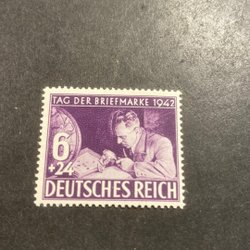 TAG DER BRIEFMARKE 1942
6
+24
DEUTSCHES REICH